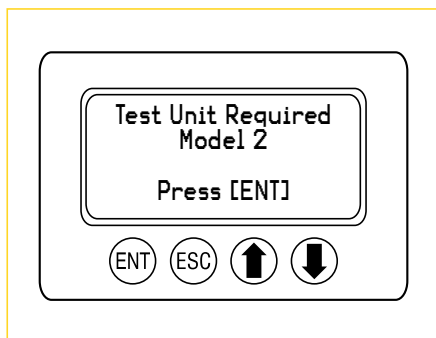 Test Unit Required
Model 2
Press [ENT]
ENT ESC